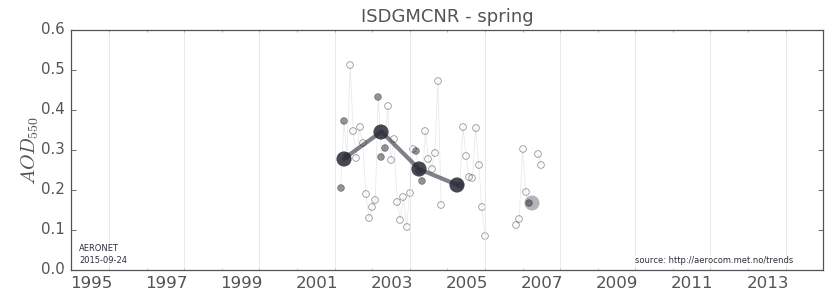 ISDGMCNR - spring
0.6
0.5
0.4
0.3
0.2
0.1
0.0
AOD550
AERONET
2015-09-24
source: http://aerocom.met.no/trends
1995 1997 1999 2001 2003 2005 2007 2009 2011 2013